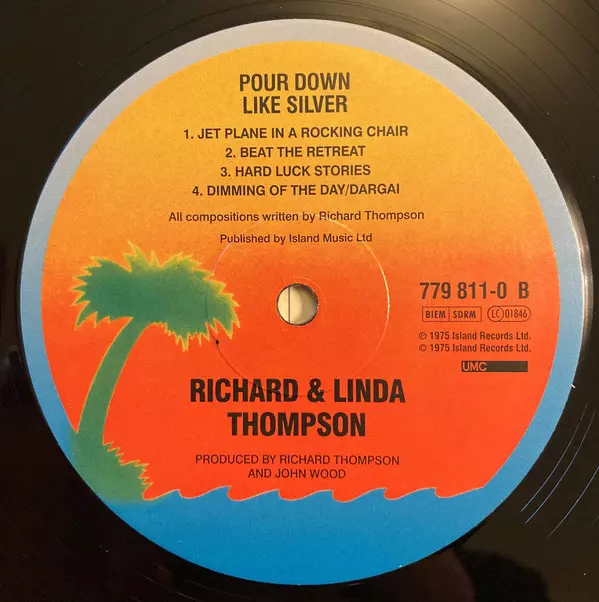 POUR DOWN
LIKE SILVER
1. JET PLANE IN A ROCKING CHAIR
2. BEAT THE RETREAT
3. HARD LUCK STORIES
4. DIMMING OF THE DAY/DARGAI
All compositions written by Richard Thompson
Published by Island Music Ltd
779 811-0 B
BIEM SDRM LC 01846
℗ 1975 Island Records Ltd.
© 1975 Island Records Ltd.
UMC
RICHARD & LINDA
THOMPSON
PRODUCED BY RICHARD THOMPSON
AND JOHN WOOD